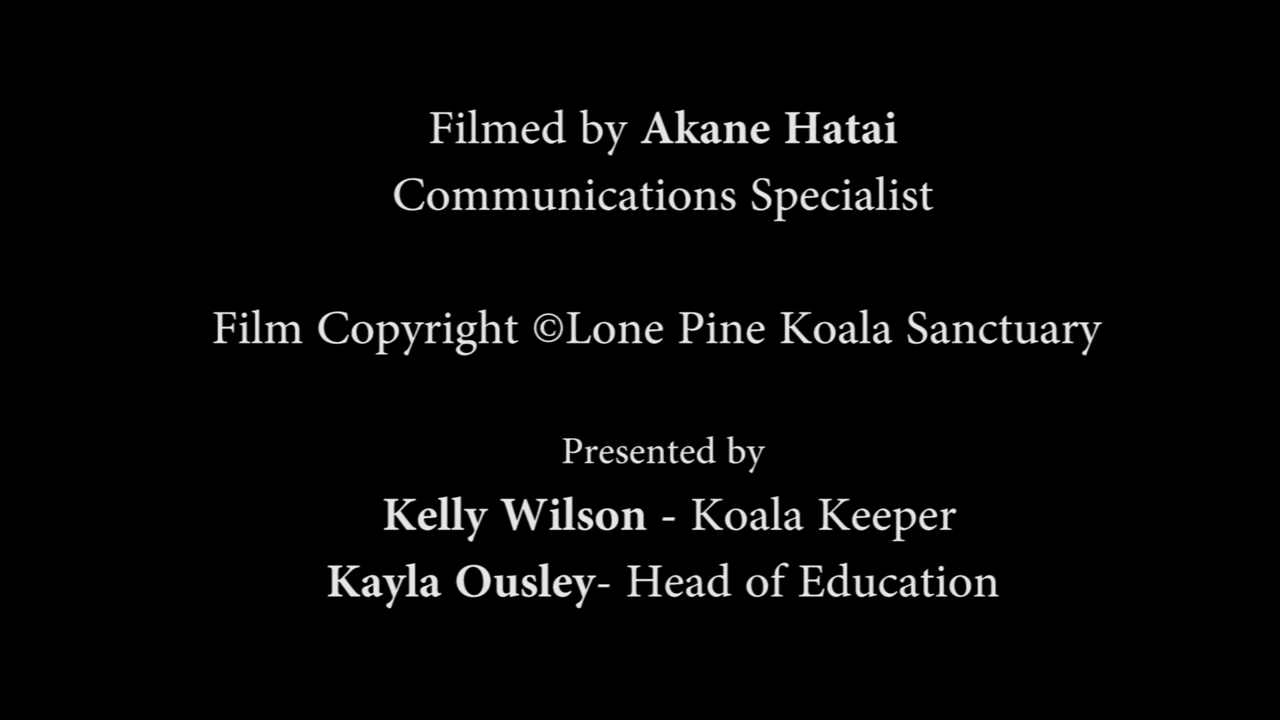 Filmed by Akane Hatai
Communications Specialist
Film Copyright ©Lone Pine Koala Sanctuary
Presented by
Kelly Wilson - Koala Keeper
Kayla Ousley- Head of Education